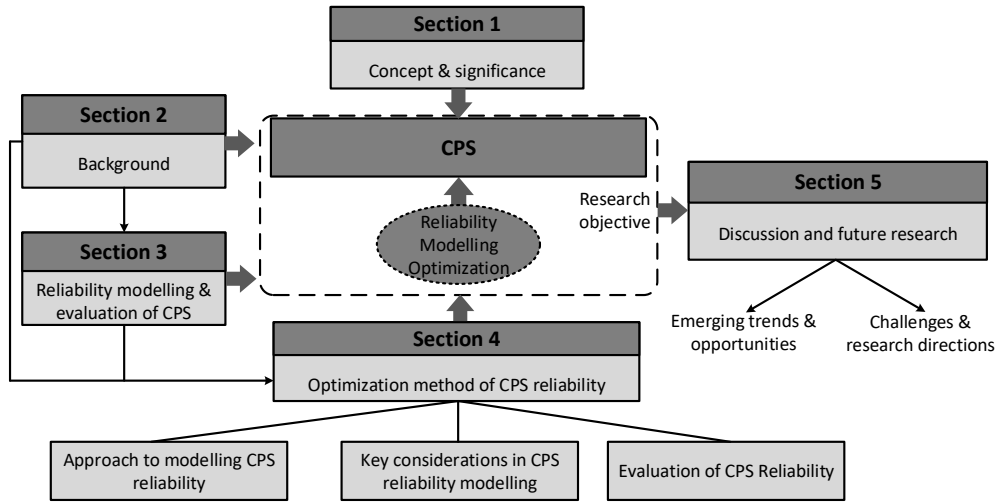 Section 1
Concept & significance
Section 2
Background
CPS
Reliability
Modelling
Optimization
Research
objective
Section 3
Reliability modelling &
evaluation of CPS
Section 5
Discussion and future research
Emerging trends &
opportunities
Challenges &
research directions
Section 4
Optimization method of CPS reliability
Approach to modelling CPS
reliability
Key considerations in CPS
reliability modelling
Evaluation of CPS Reliability